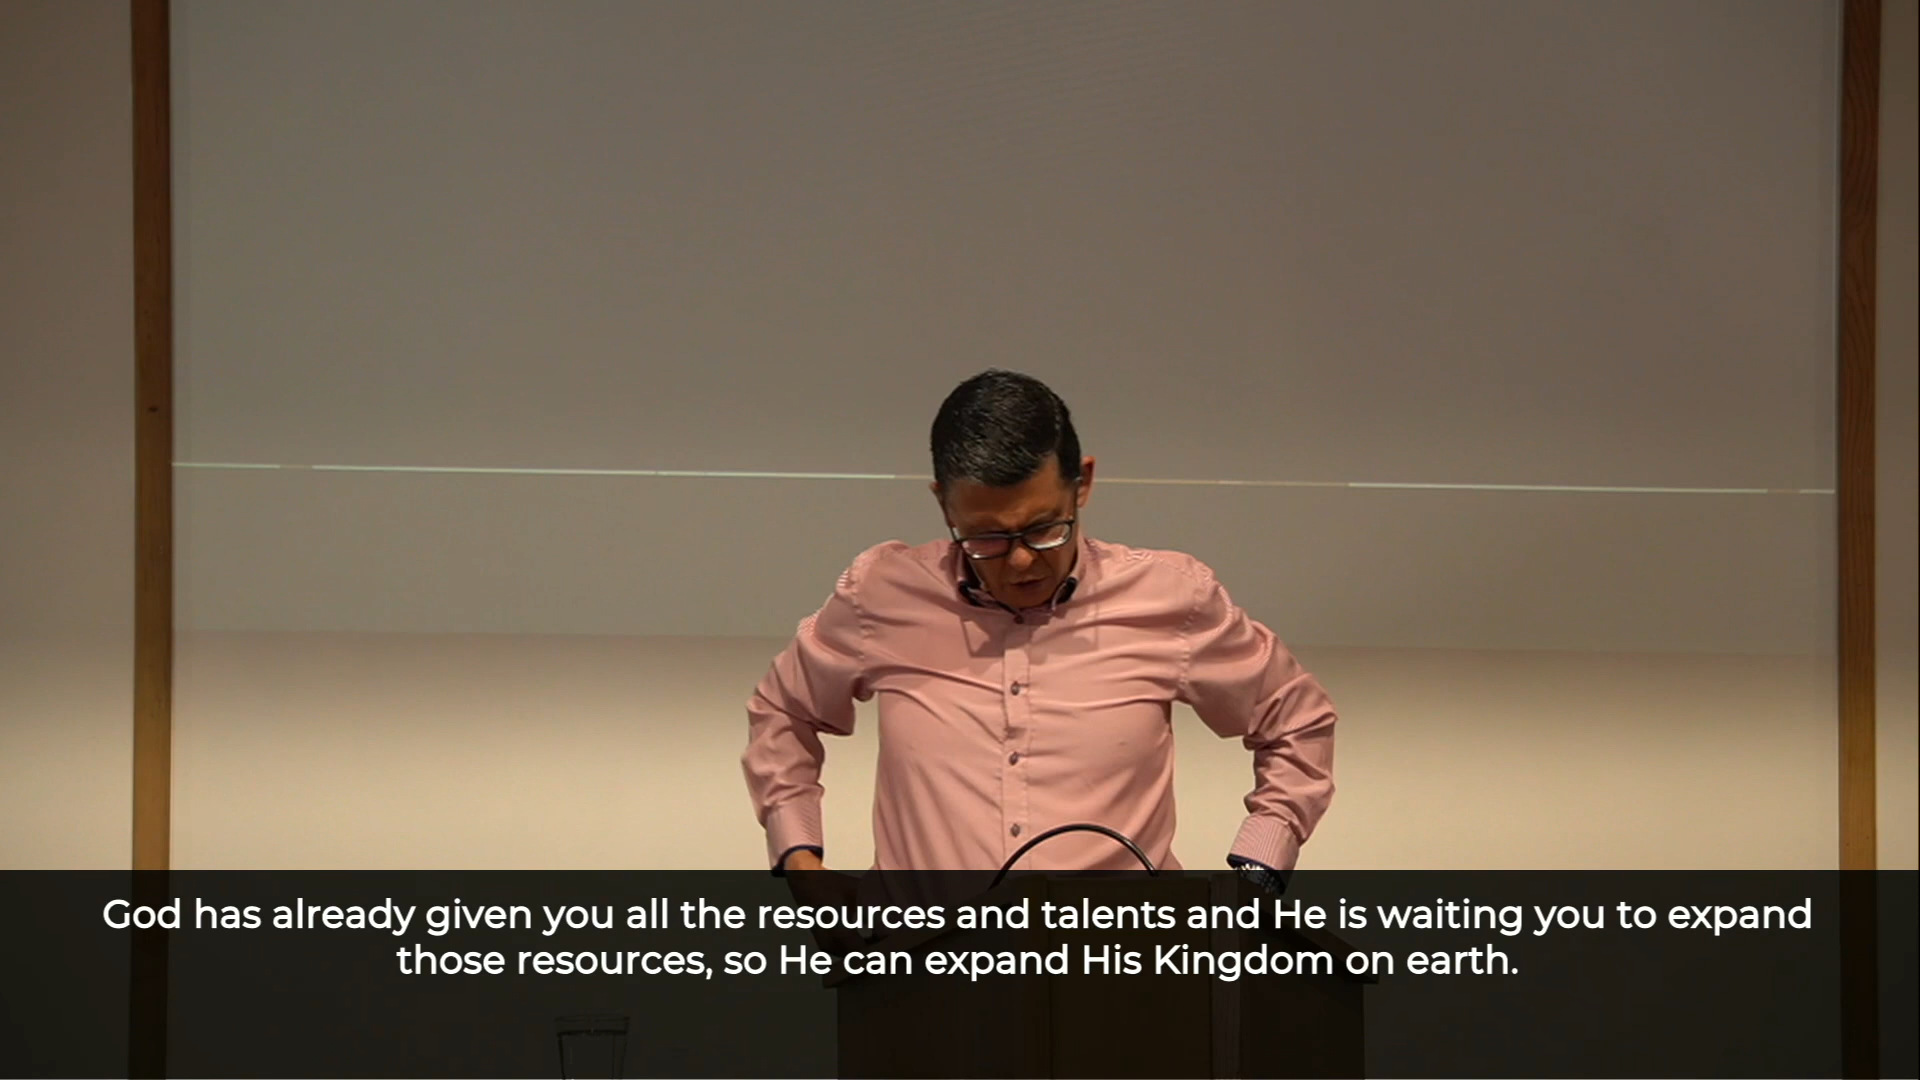 God has already given you all the resources and talents and He is waiting you to expand
those resources, so He can expand His Kingdom on earth.